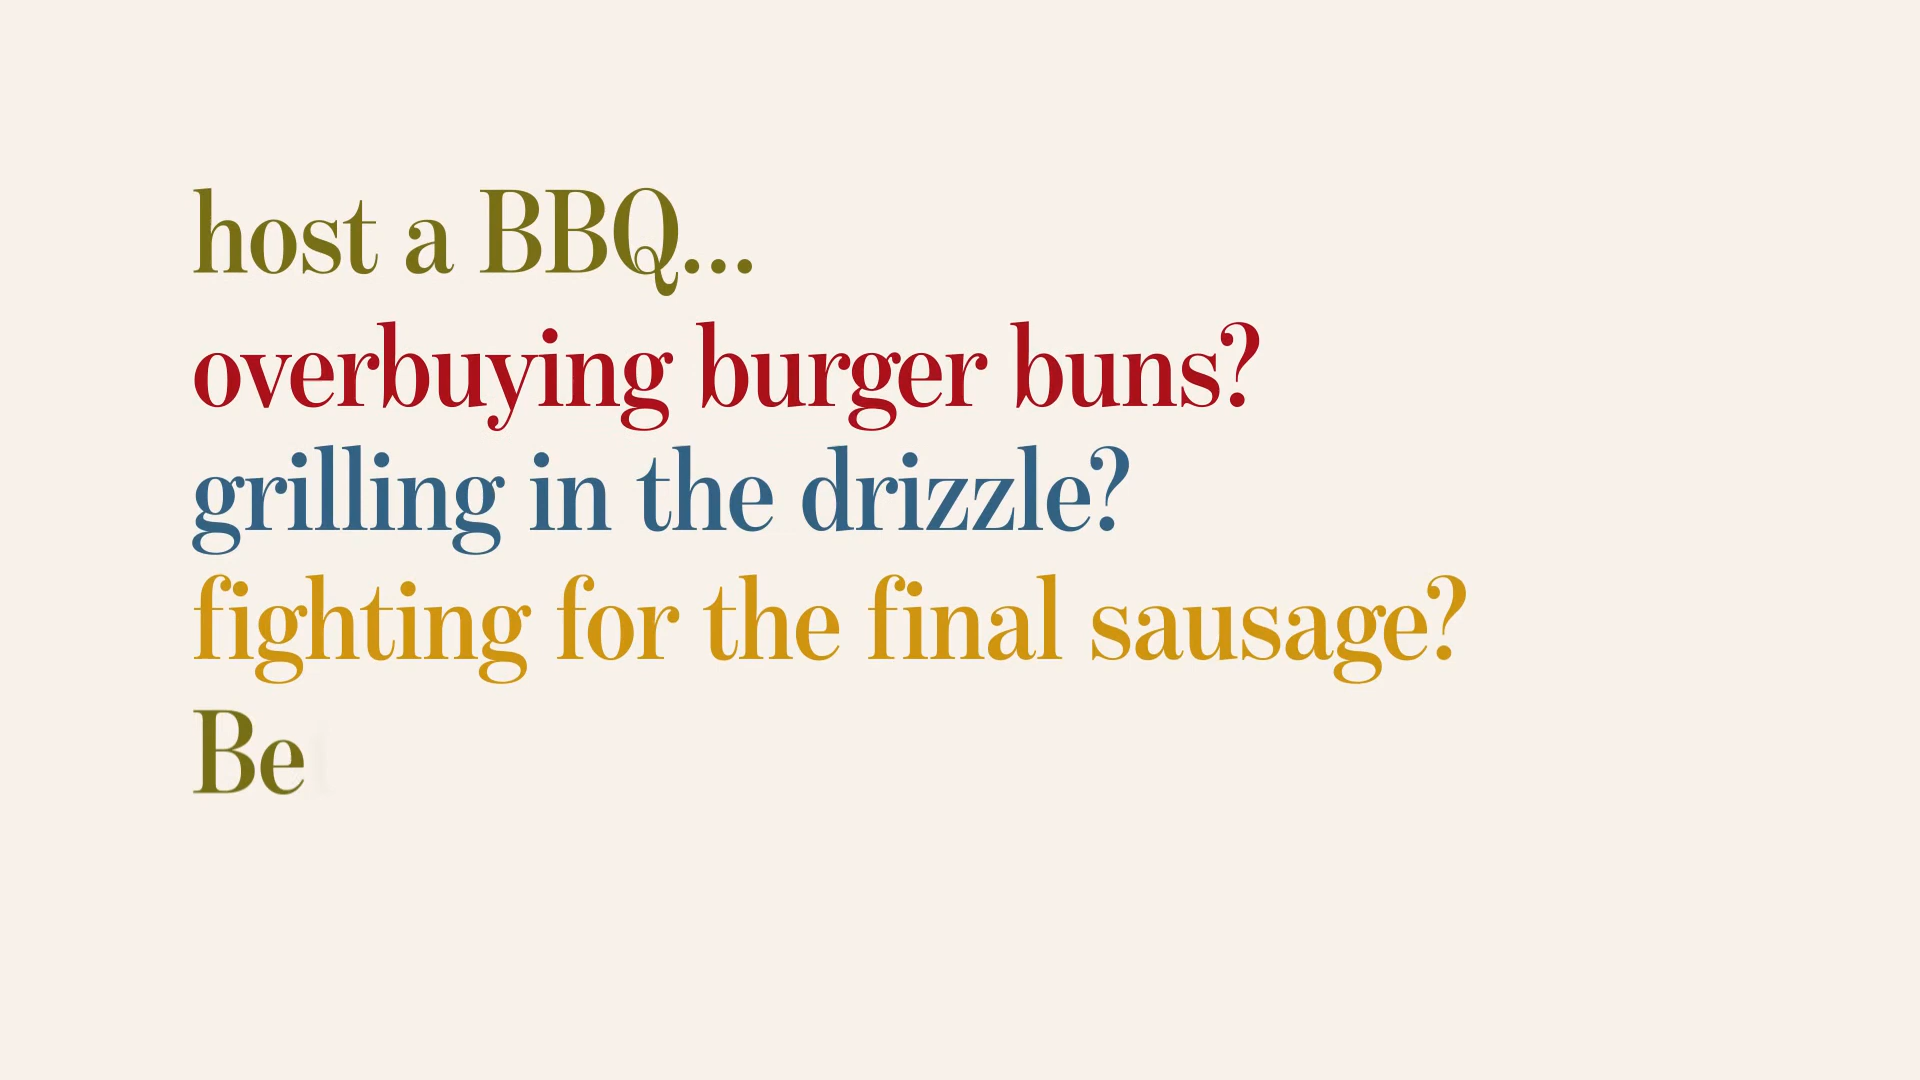 host a BBQ...
overbuying burger buns?
grilling in the drizzle?
fighting for the final sausage?
Be